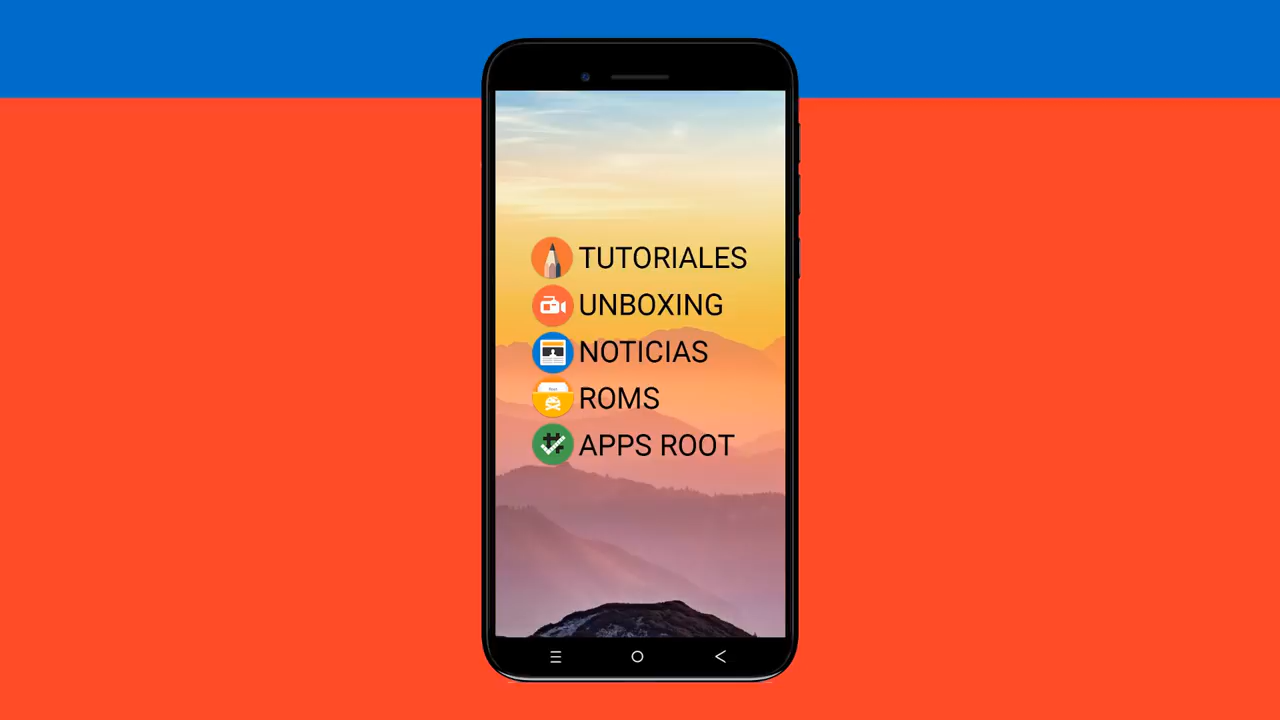 TUTORIALES
UNBOXING
NOTICIAS
ROMS
APPS ROOT